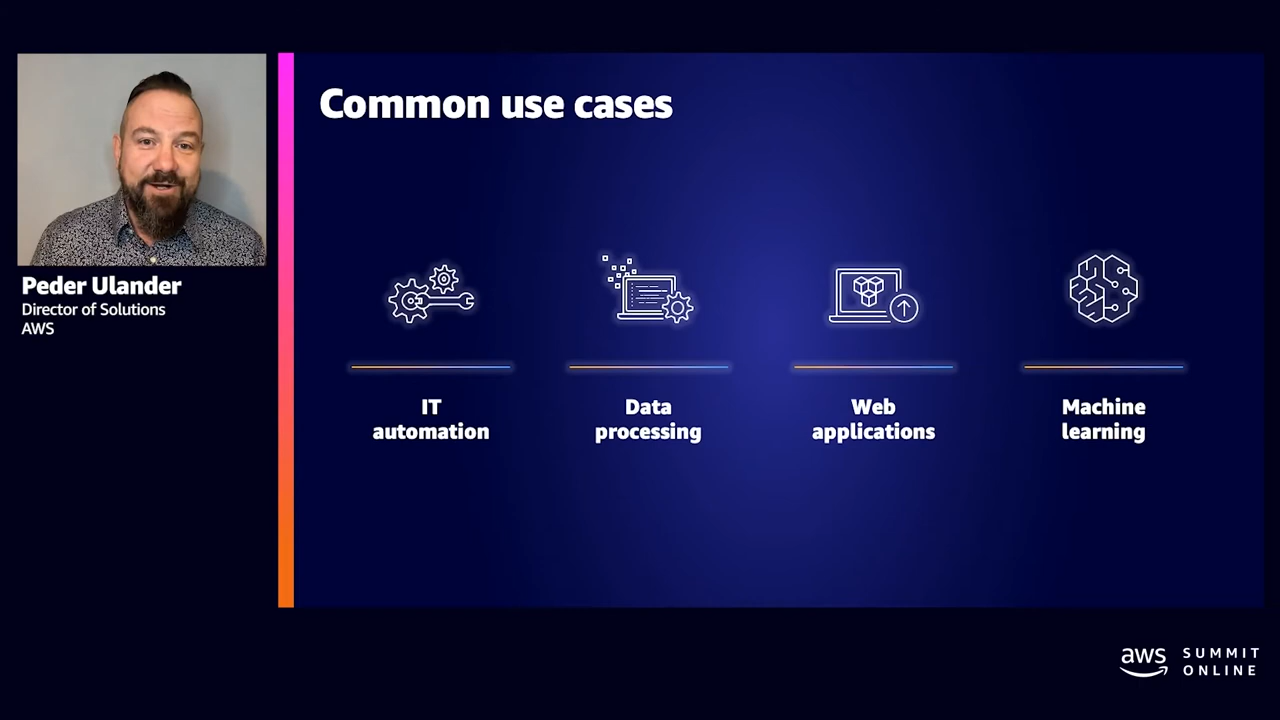 Common use cases
Peder Ulander
Director of Solutions
AWS
IT
automation
Data
processing
Web
applications
Machine
learning
aws
SUMMIT
ONLINE